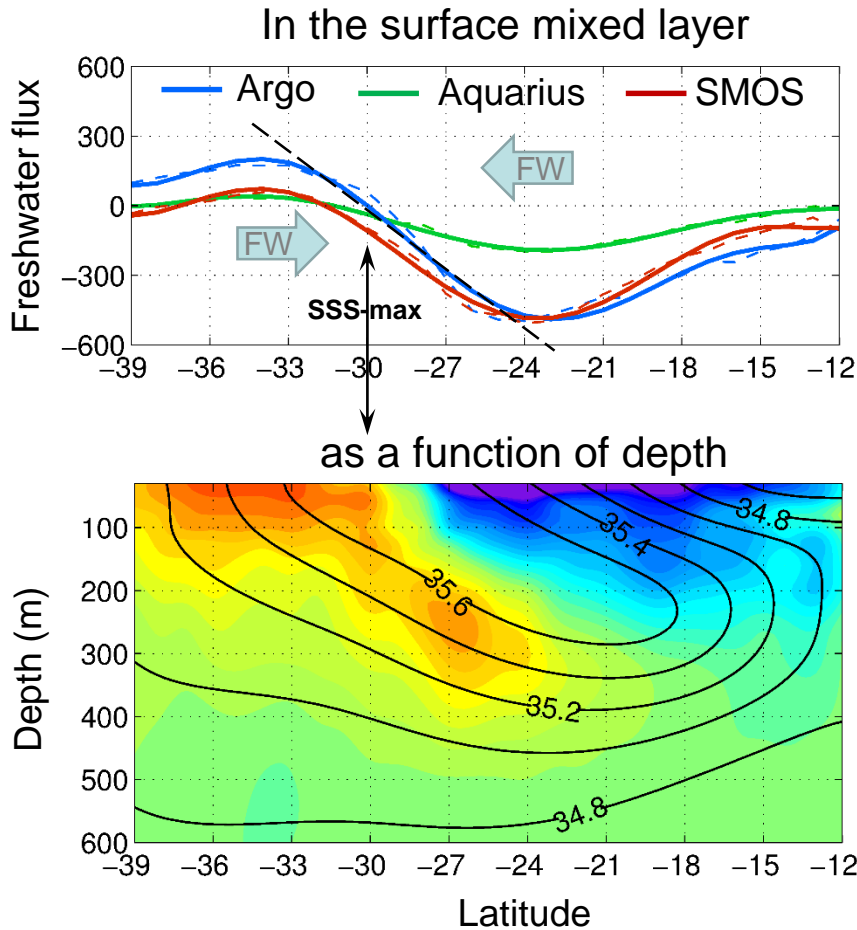 In the surface mixed layer
600
Argo Aquarius SMOS
300
FW
0
FW
−300
SSS-max
−600
Freshwater flux
−39 −36 −33 −30 −27 −24 −21 −18 −15 −12
as a function of depth
100
34.8
35.4
200
35.6
300
400
35.2
500
34.8
600
Depth (m)
−39 −36 −33 −30 −27 −24 −21 −18 −15 −12
Latitude